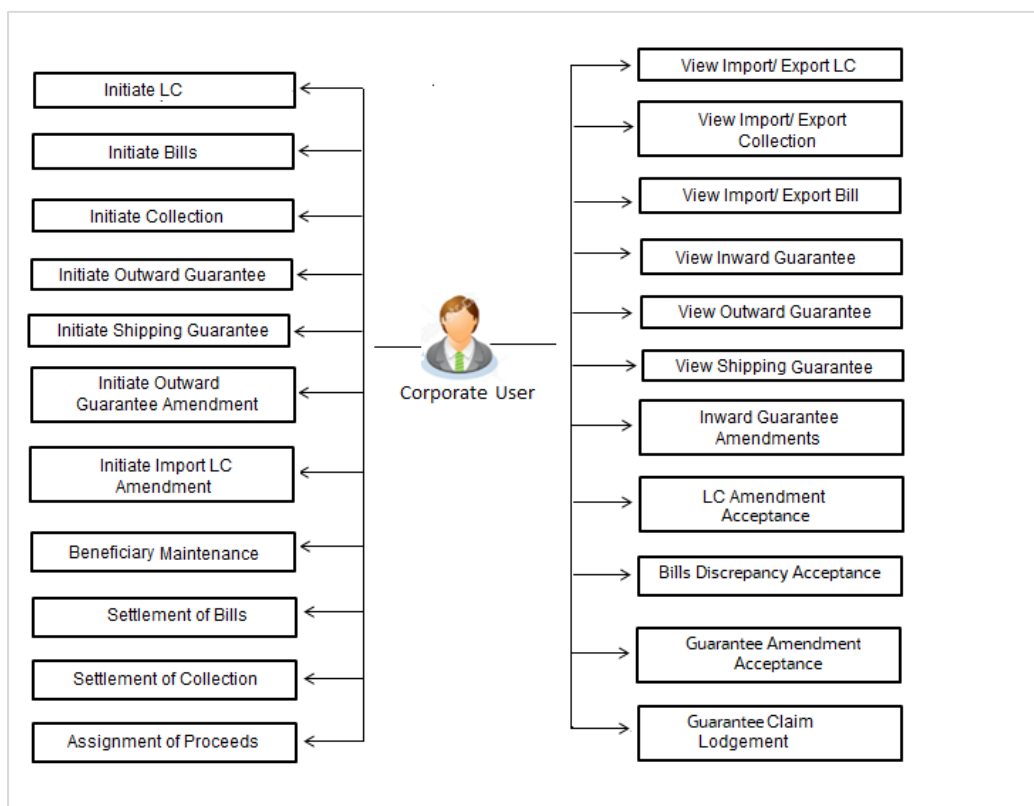 Initiate LC
Initiate Bills
Initiate Collection
Initiate Outward Guarantee
Initiate Shipping Guarantee
Initiate Outward
Guarantee Amendment
Initiate Import LC
Amendment
Beneficiary Maintenance
Settlement of Bills
Settlement of Collection
Assignment of Proceeds
Corporate User
View Import/ Export LC
View Import/ Export
Collection
View Import/ Export Bill
View Inward Guarantee
View Outward Guarantee
View Shipping Guarantee
Inward Guarantee
Amendments
LC Amendment
Acceptance
Bills Discrepancy Acceptance
Guarantee Amendment
Acceptance
Guarantee Claim
Lodgement